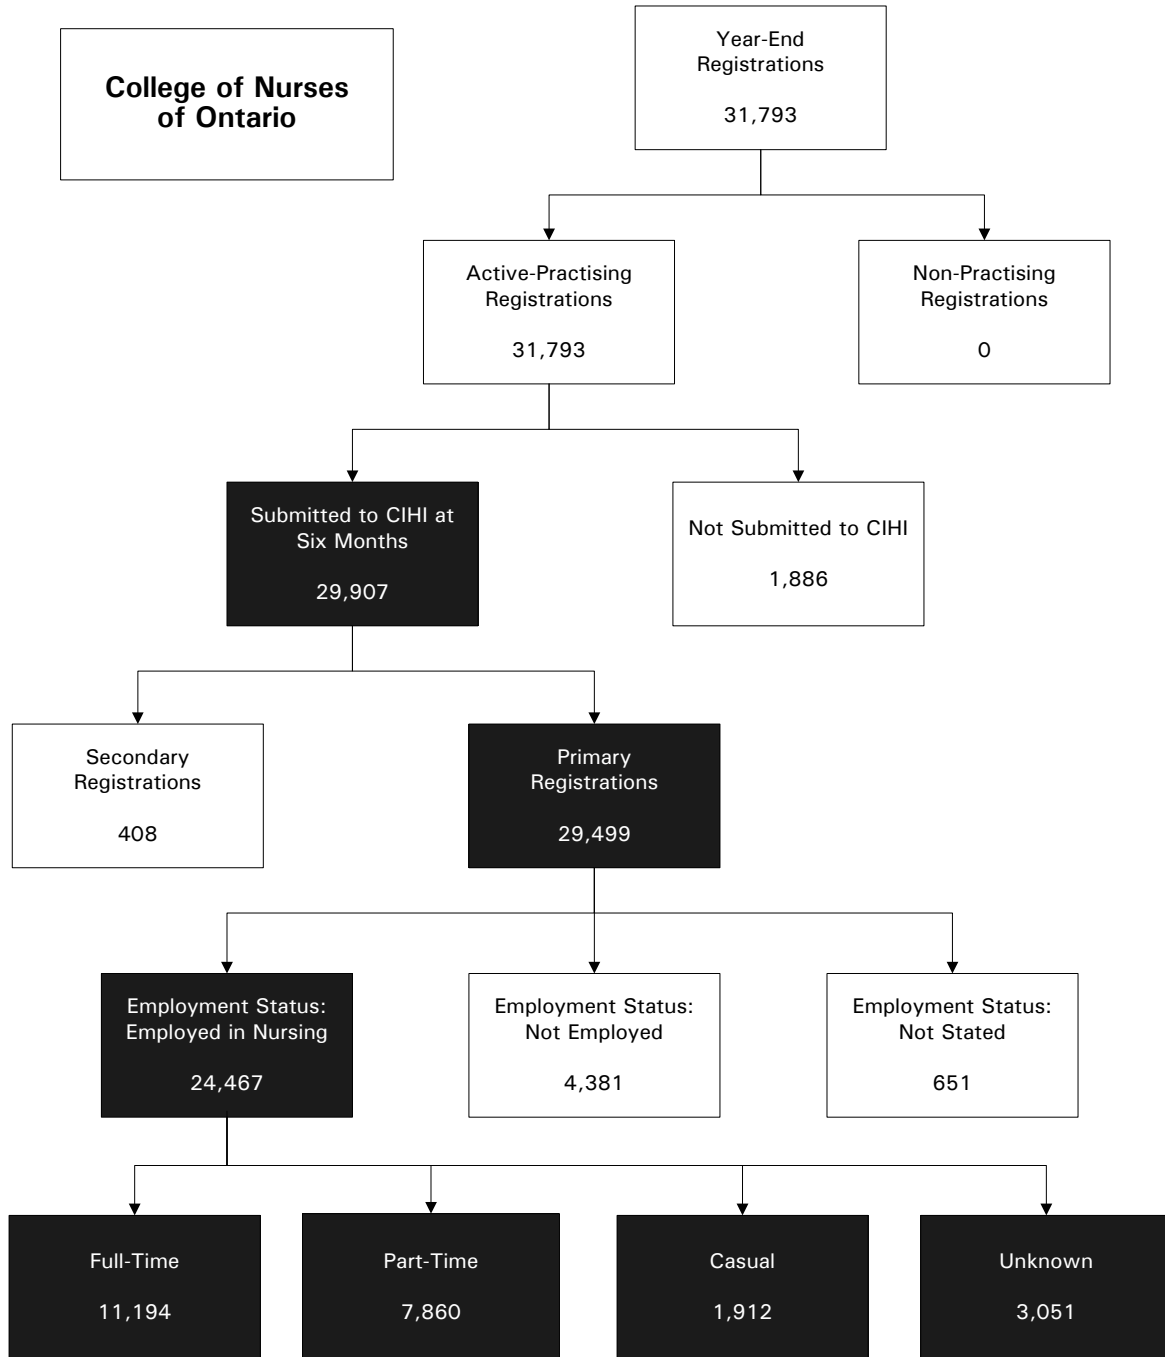 College of Nurses
of Ontario
Year-End
Registrations
31,793
Active-Practising
Registrations
31,793
Non-Practising
Registrations
0
Submitted to CIHI at
Six Months
29,907
Not Submitted to CIHI
1,886
Secondary
Registrations
408
Primary
Registrations
29,499
Employment Status:
Employed in Nursing
24,467
Employment Status:
Not Employed
4,381
Employment Status:
Not Stated
651
Full-Time
11,194
Part-Time
7,860
Casual
1,912
Unknown
3,051